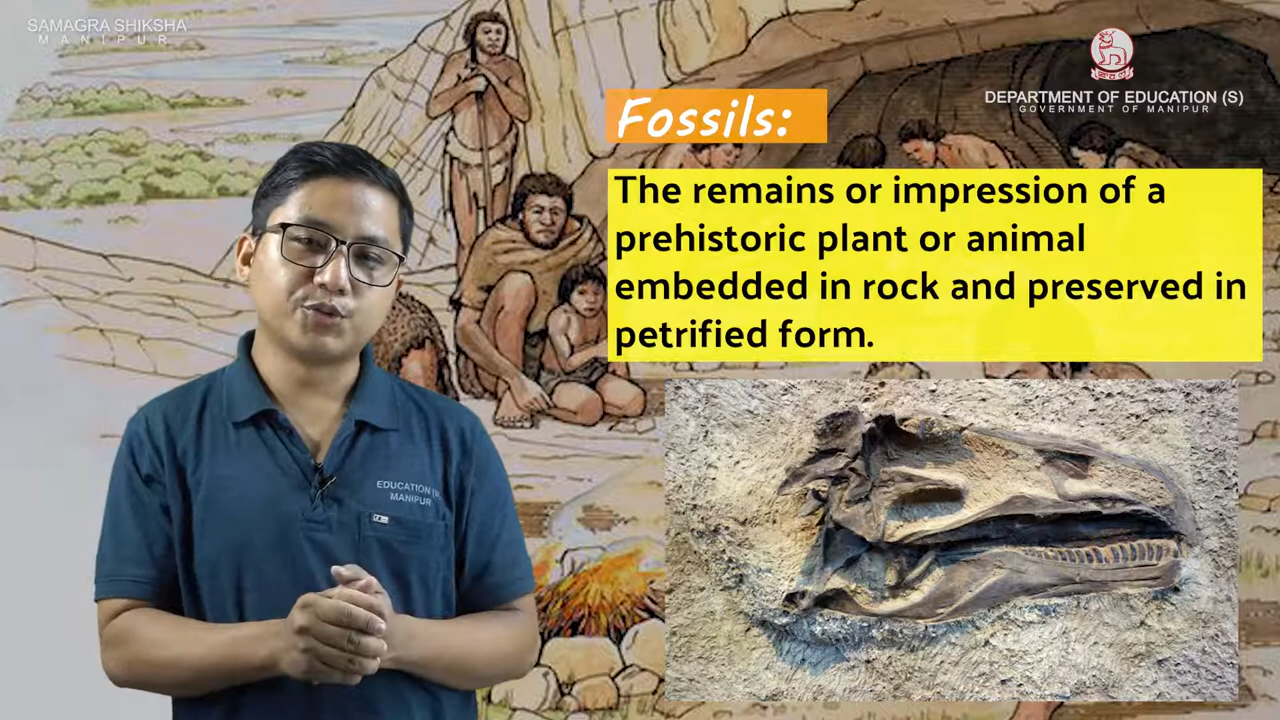 SAMAGRA SHIKSHA
MANIPUR
DEPARTMENT OF EDUCATION (S)
GOVERNMENT OF MANIPUR
Fossils:
The remains or impression of a
prehistoric plant or animal
embedded in rock and preserved in
petrified form.
EDUCATION
MANIPUR